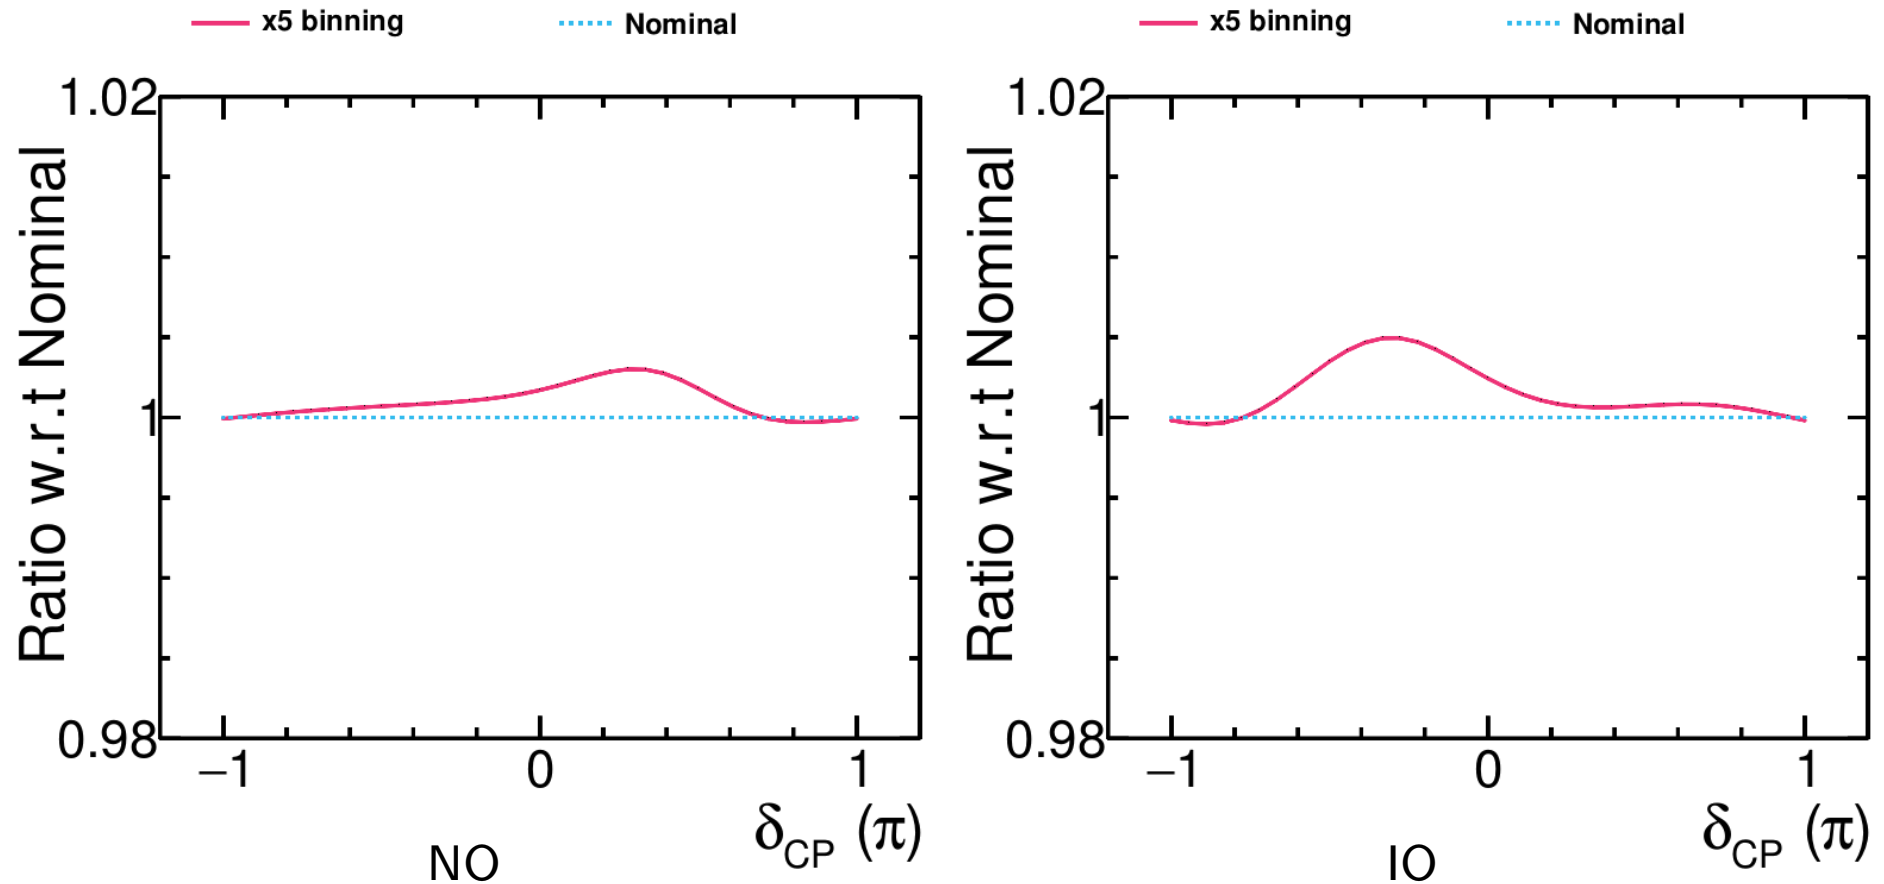 x5 binning Nominal
1.02
1
0.98
Ratio w.r.t Nominal
−1 0 1
δCP (π)
NO
x5 binning Nominal
1.02
1
0.98
Ratio w.r.t Nominal
−1 0 1
δCP (π)
IO